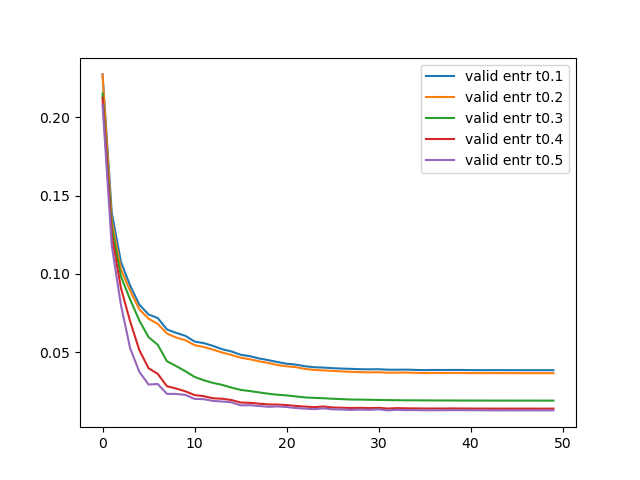 valid entr t0.1
valid entr t0.2
valid entr t0.3
valid entr t0.4
valid entr t0.5
0.20
0.15
0.10
0.05
0 10 20 30 40 50